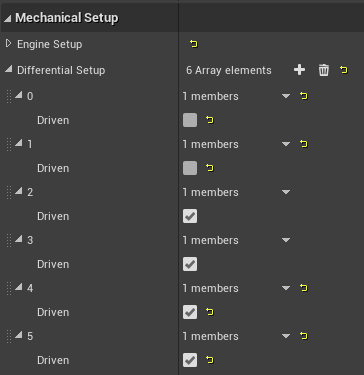 Mechanical Setup
Engine Setup
Differential Setup 6 Array elements
0 1 members
Driven
1 1 members
Driven
2 1 members
Driven
3 1 members
Driven
4 1 members
Driven
5 1 members
Driven